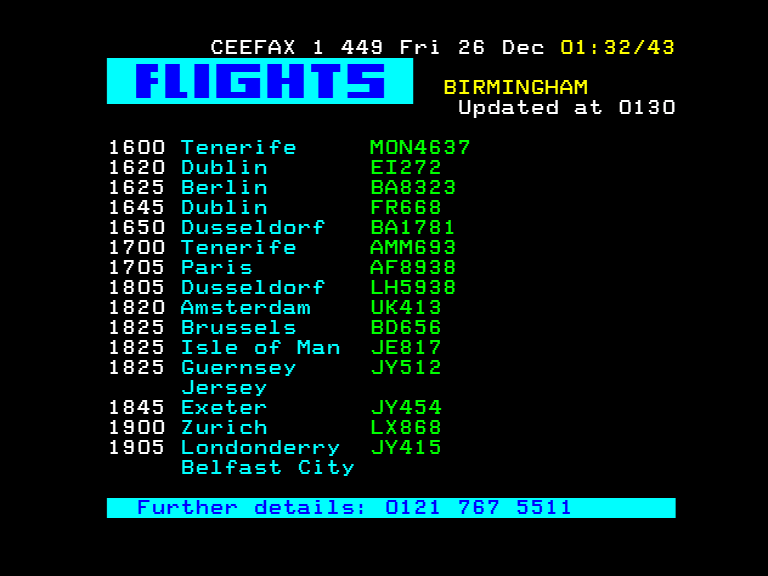 CEEFAX 1 449 Fri 26 Dec 01:32/43
FLIGHTS
BIRMINGHAM
Updated at 0130
1600 Tenerife MON4637
1620 Dublin EI272
1625 Berlin BA8323
1645 Dublin FR668
1650 Dusseldorf BA1781
1700 Tenerife AMM693
1705 Paris AF8938
1805 Dusseldorf LH5938
1820 Amsterdam UK413
1825 Brussels BD656
1825 Isle of Man JE817
1825 Guernsey JY512
Jersey
1845 Exeter JY454
1900 Zurich LX868
1905 Londonderry JY415
Belfast City
Further details: 0121 767 5511